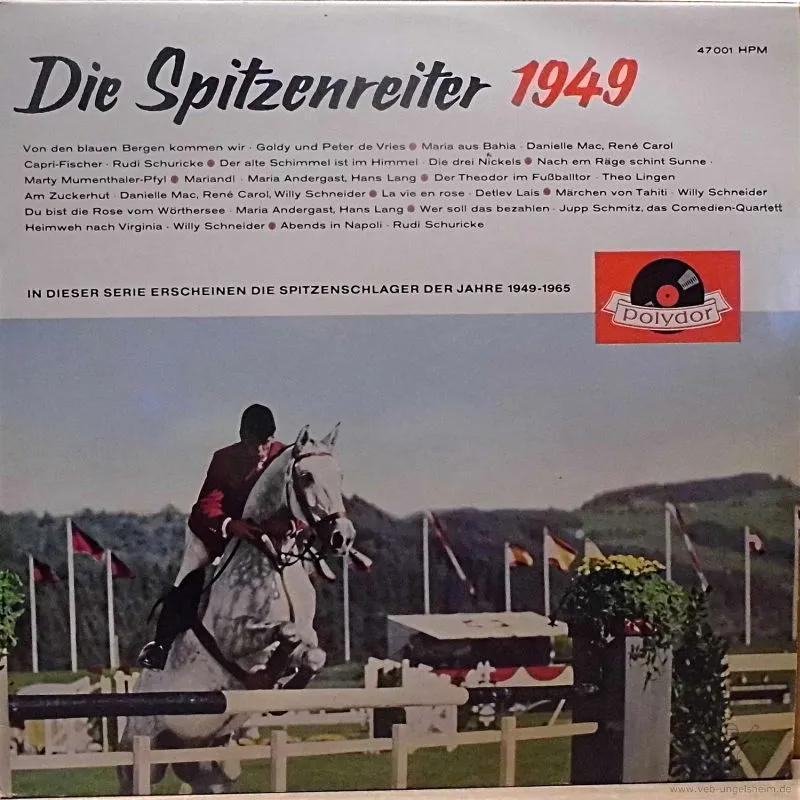 47001 HPM
Die Spitzenreiter 1949
Von den blauen Bergen kommen wir · Goldy und Peter de Vries ● Maria aus Bahia · Danielle Mac, René Carol
Capri-Fischer · Rudi Schuricke ● Der alte Schimmel ist im Himmel · Die drei Nickels ● Nach em Räge schint Sunne ·
Marty Mumenthaler-Pfyl ● Mariandl · Maria Andergast, Hans Lang ● Der Theodor im Fußballtor · Theo Lingen
Am Zuckerhut · Danielle Mac, René Carol, Willy Schneider ● La vie en rose · Detlev Lais ● Märchen von Tahiti · Willy Schneider
Du bist die Rose vom Wörthersee · Maria Andergast, Hans Lang ● Wer soll das bezahlen · Jupp Schmitz, das Comedien-Quartett
Heimweh nach Virginia · Willy Schneider ● Abends in Napoli · Rudi Schuricke
IN DIESER SERIE ERSCHEINEN DIE SPITZENSCHLAGER DER JAHRE 1949-1965
polydor
www.veb-ungelsheim.de